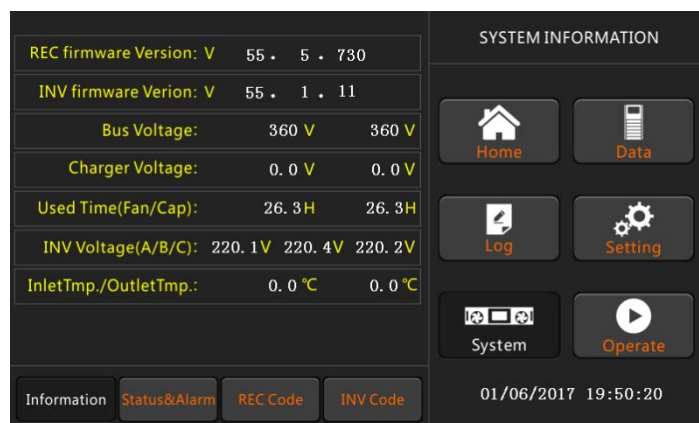 SYSTEM INFORMATION
REC firmware Version: V 55. 5. 730
INV firmware Verion: V 55. 1. 11
Bus Voltage: 360 V 360 V
Charger Voltage: 0.0 V 0.0 V
Used Time(Fan/Cap): 26.3H 26.3H
INV Voltage(A/B/C): 220.1V 220.4V 220.2V
InletTmp./OutletTmp.: 0.0 ℃ 0.0 ℃
Home Data
Log Setting
System Operate
Information Status&Alarm REC Code INV Code
01/06/2017 19:50:20